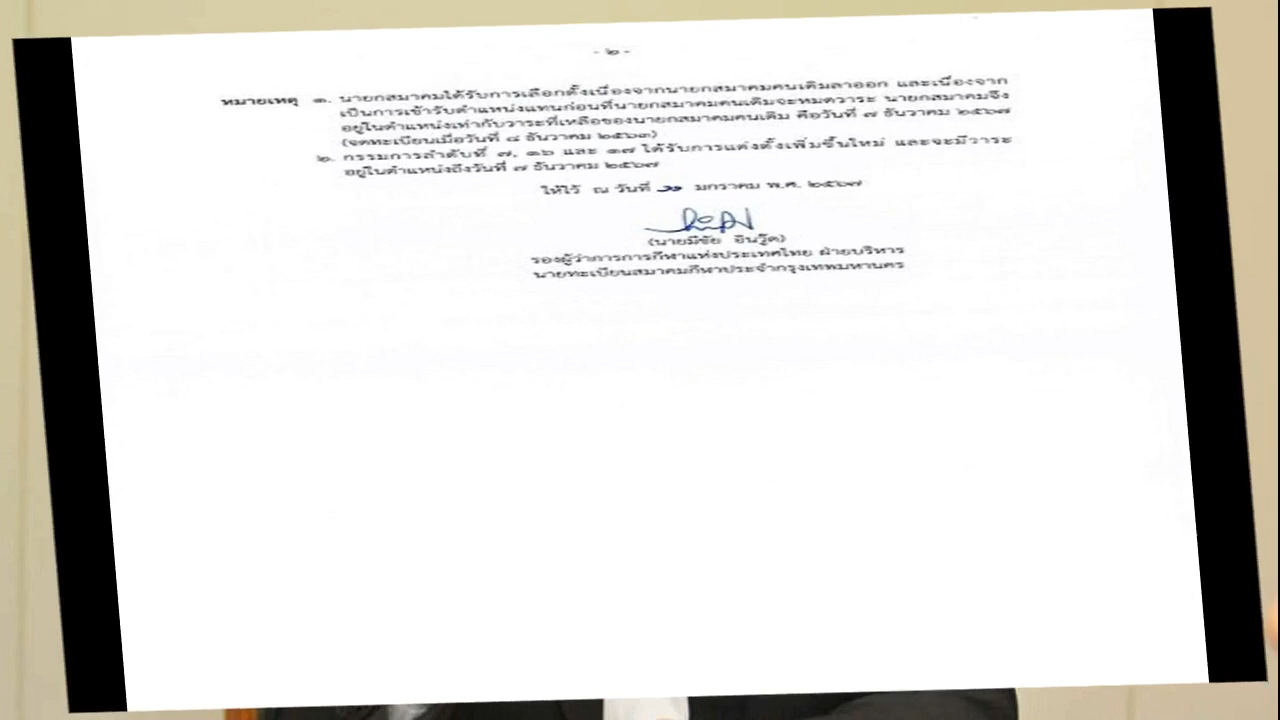 - ๒ -
หมายเหตุ ๑. นายกสมาคมได้รับการเลือกตั้งเนื่องจากนายกสมาคมคนเดิมลาออก และเนื่องจาก
เป็นการเข้ารับตำแหน่งแทนก่อนที่นายกสมาคมคนเดิมจะหมดวาระ นายกสมาคมจึง
อยู่ในตำแหน่งเท่ากับวาระที่เหลือของนายกสมาคมคนเดิม คือวันที่ ๗ ธันวาคม ๒๕๖๗
(จดทะเบียนเมื่อวันที่ ๘ ธันวาคม ๒๕๖๓)
๒. กรรมการลำดับที่ ๗, ๑๖ และ ๑๗ ได้รับการแต่งตั้งเพิ่มขึ้นใหม่ และจะมีวาระ
อยู่ในตำแหน่งถึงวันที่ ๗ ธันวาคม ๒๕๖๗
ให้ไว้ ณ วันที่ มกราคม พ.ศ. ๒๕๖๗
(นายมีชัย อินวู๊ด)
รองผู้ว่าการการกีฬาแห่งประเทศไทย ฝ่ายบริหาร
นายทะเบียนสมาคมกีฬาประจำกรุงเทพมหานคร